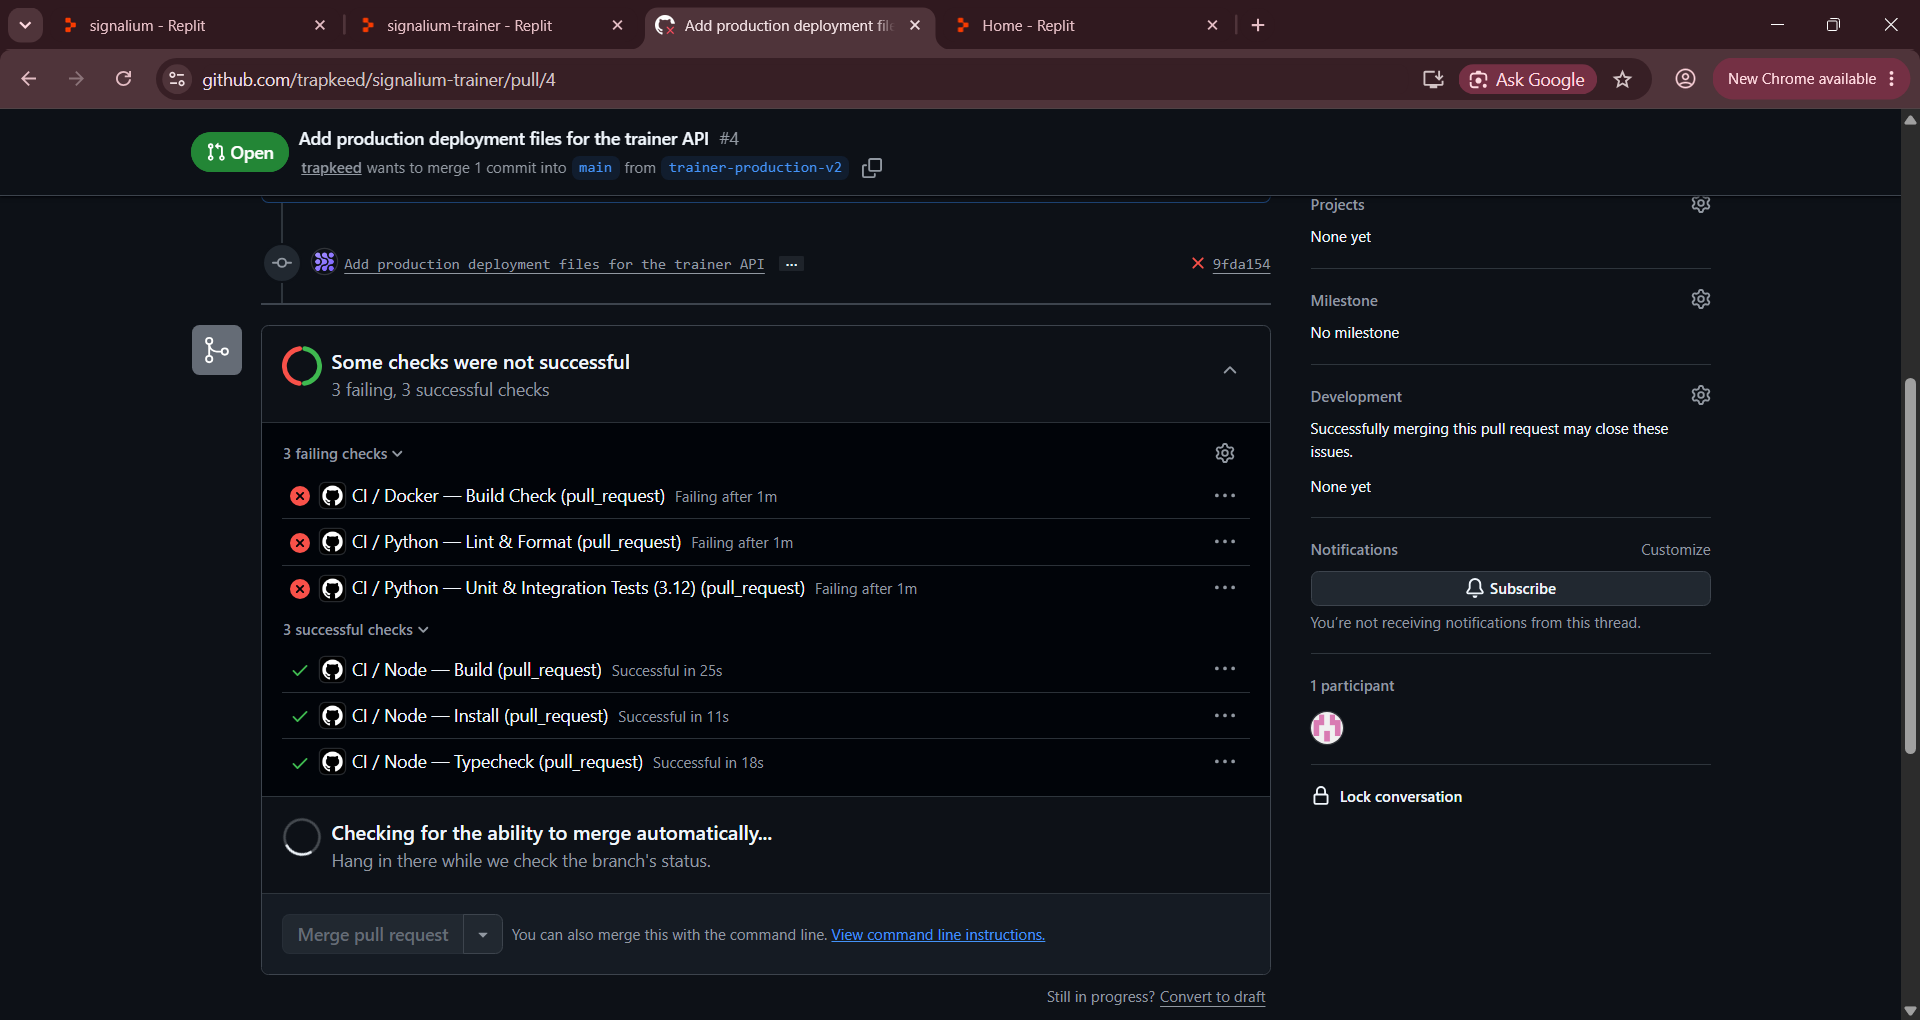 signalium - Replit
signalium-trainer - Replit
Add production deployment fil
Home - Replit
github.com/trapkeed/signalium-trainer/pull/4
Ask Google
New Chrome available
Open
Add production deployment files for the trainer API #4
trapkeed wants to merge 1 commit into main from trainer-production-v2
Add production deployment files for the trainer API ...
9fda154
Some checks were not successful
3 failing, 3 successful checks
3 failing checks
CI / Docker — Build Check (pull_request) Failing after 1m
CI / Python — Lint & Format (pull_request) Failing after 1m
CI / Python — Unit & Integration Tests (3.12) (pull_request) Failing after 1m
3 successful checks
CI / Node — Build (pull_request) Successful in 25s
CI / Node — Install (pull_request) Successful in 11s
CI / Node — Typecheck (pull_request) Successful in 18s
Checking for the ability to merge automatically...
Hang in there while we check the branch's status.
Merge pull request
You can also merge this with the command line. View command line instructions.
Still in progress? Convert to draft
Projects
None yet
Milestone
No milestone
Development
Successfully merging this pull request may close these
issues.
None yet
Notifications
Customize
Subscribe
You're not receiving notifications from this thread.
1 participant
Lock conversation